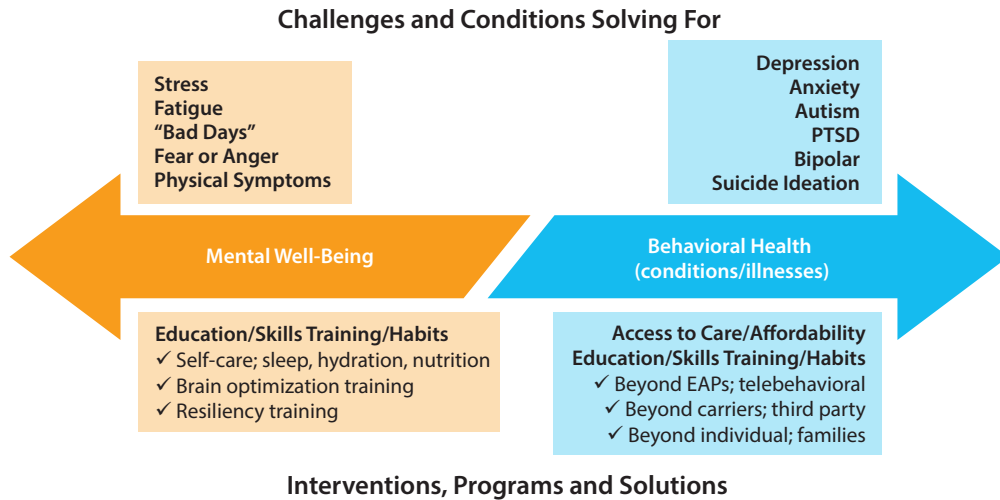 Challenges and Conditions Solving For
Stress
Fatigue
“Bad Days”
Fear or Anger
Physical Symptoms
Depression
Anxiety
Autism
PTSD
Bipolar
Suicide Ideation
Mental Well-Being
Behavioral Health
(conditions/illnesses)
Education/Skills Training/Habits
✓ Self-care; sleep, hydration, nutrition
✓ Brain optimization training
✓ Resiliency training
Access to Care/Affordability
Education/Skills Training/Habits
✓ Beyond EAPs; telebehavioral
✓ Beyond carriers; third party
✓ Beyond individual; families
Interventions, Programs and Solutions